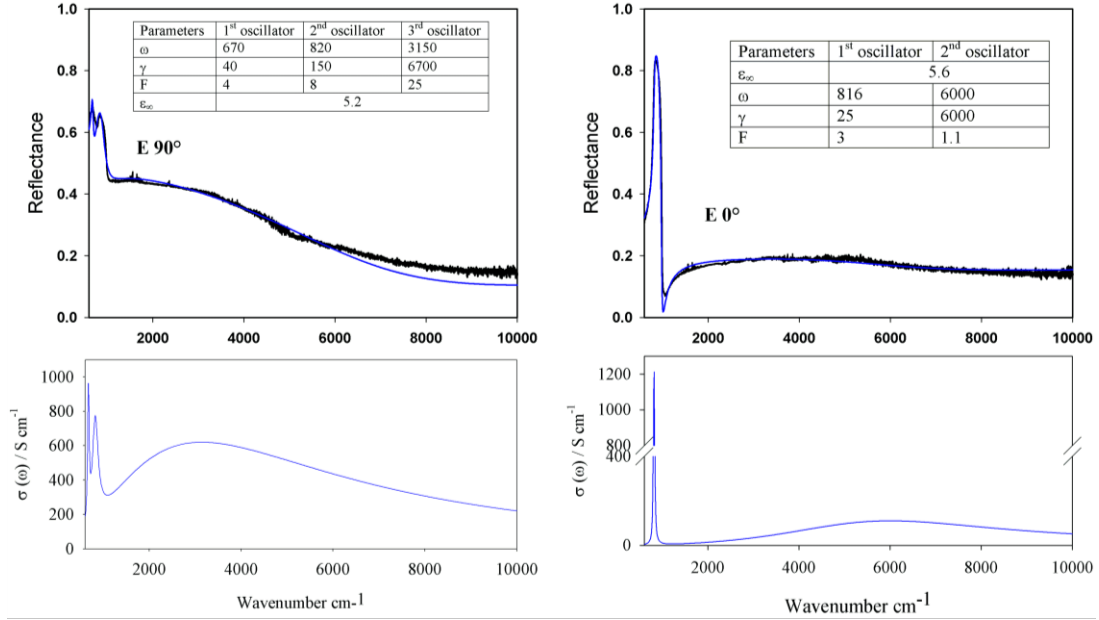 1.0
0.8
0.6
0.4
0.2
0.0
Reflectance
Parameters 1st oscillator 2nd oscillator 3rd oscillator
ω 670 820 3150
γ 40 150 6700
F 4 8 25
ε∞ 5.2
E 90°
2000 4000 6000 8000 10000
1.0
0.8
0.6
0.4
0.2
0.0
Reflectance
Parameters 1st oscillator 2nd oscillator
ε∞ 5.6
ω 816 6000
γ 25 6000
F 3 1.1
E 0°
2000 4000 6000 8000 10000
1000
800
600
400
200
0
σ (ω) / S cm-1
2000 4000 6000 8000 10000
Wavenumber cm-1
1200
1000
800
400
0
σ (ω) / S cm-1
2000 4000 6000 8000 10000
Wavenumber cm-1